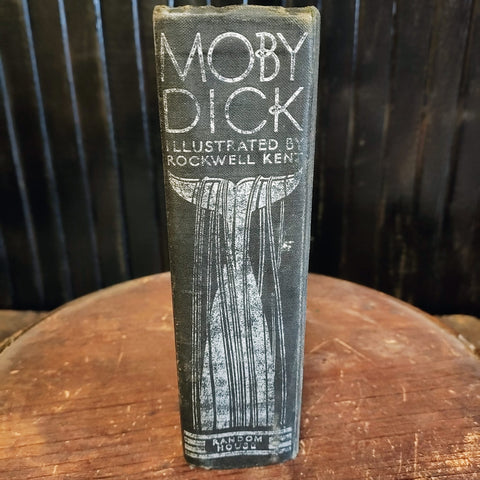 MOBY
DICK
ILLUSTRATED BY
ROCKWELL KENT
RANDOM
HOUSE